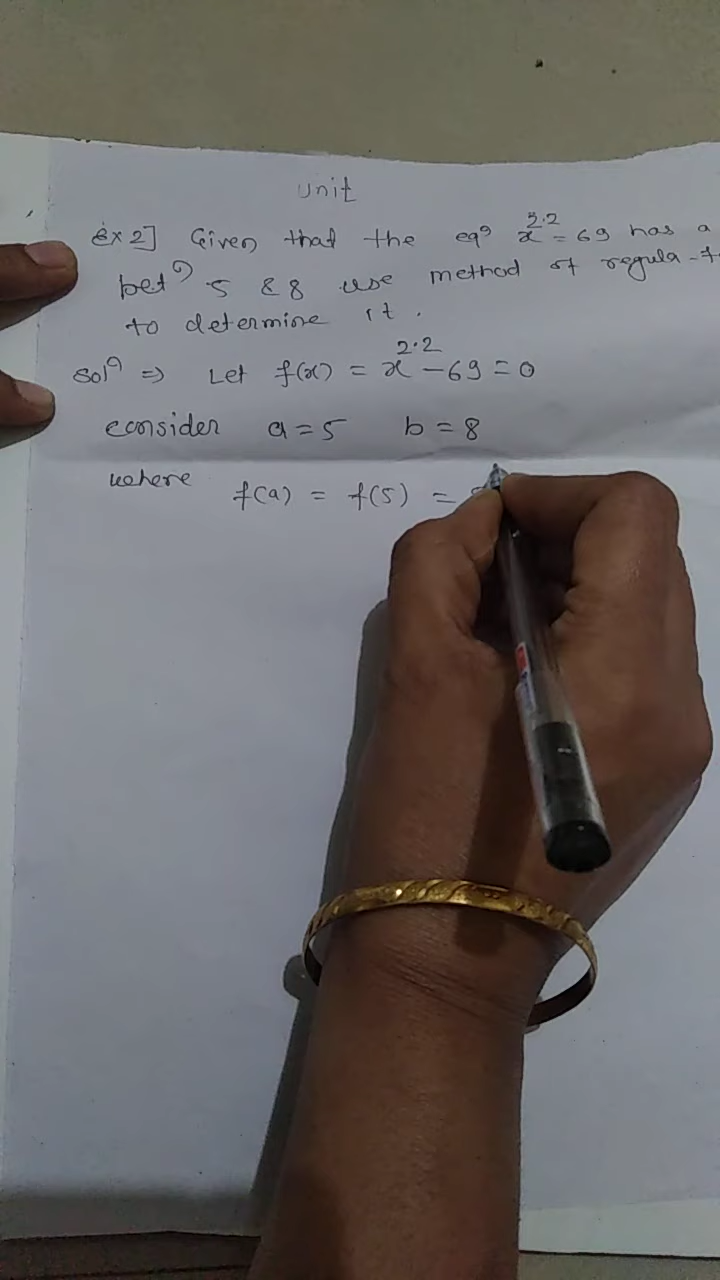 unit
Ex 2] Given that the eqⁿ x^2.2 = 69 has a
betⁿ 5 & 8 use method of regula-f
to determine it.
Solⁿ ⇒ Let f(x) = x^2.2 - 69 = 0
consider a = 5 b = 8
where f(a) = f(5) =